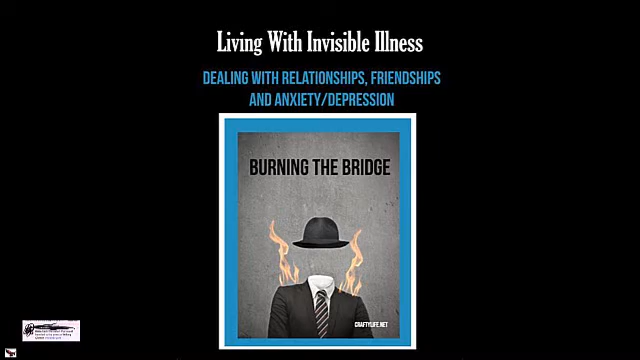 Living With Invisible Illness
DEALING WITH RELATIONSHIPS, FRIENDSHIPS
AND ANXIETY/DEPRESSION
BURNING THE BRIDGE
CRAFTYLIFE.NET